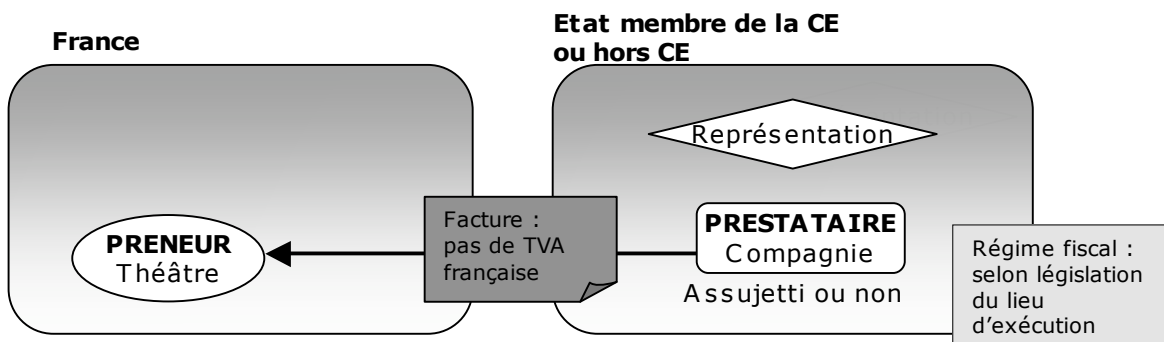 France
Etat membre de la CE
ou hors CE
Représentation
PRENEUR
Théâtre
Facture :
pas de TVA
française
PRESTATAIRE
Compagnie
Assujetti ou non
Régime fiscal :
selon législation
du lieu
d'exécution